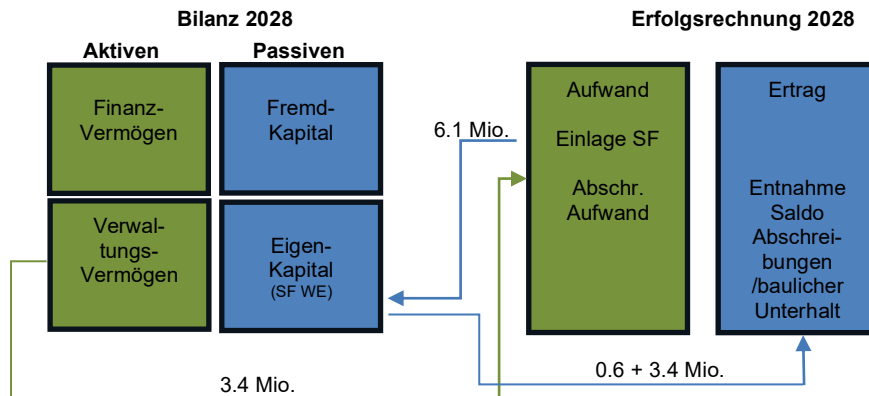 Bilanz 2028
Erfolgsrechnung 2028
Aktiven
Passiven
Finanz-
Vermögen
Fremd-
Kapital
Verwal-
tungs-
Vermögen
Eigen-
Kapital
(SF WE)
6.1 Mio.
Aufwand
Einlage SF
Abschr.
Aufwand
Ertrag
Entnahme
Saldo
Abschrei-
bungen
/baulicher
Unterhalt
3.4 Mio.
0.6 + 3.4 Mio.